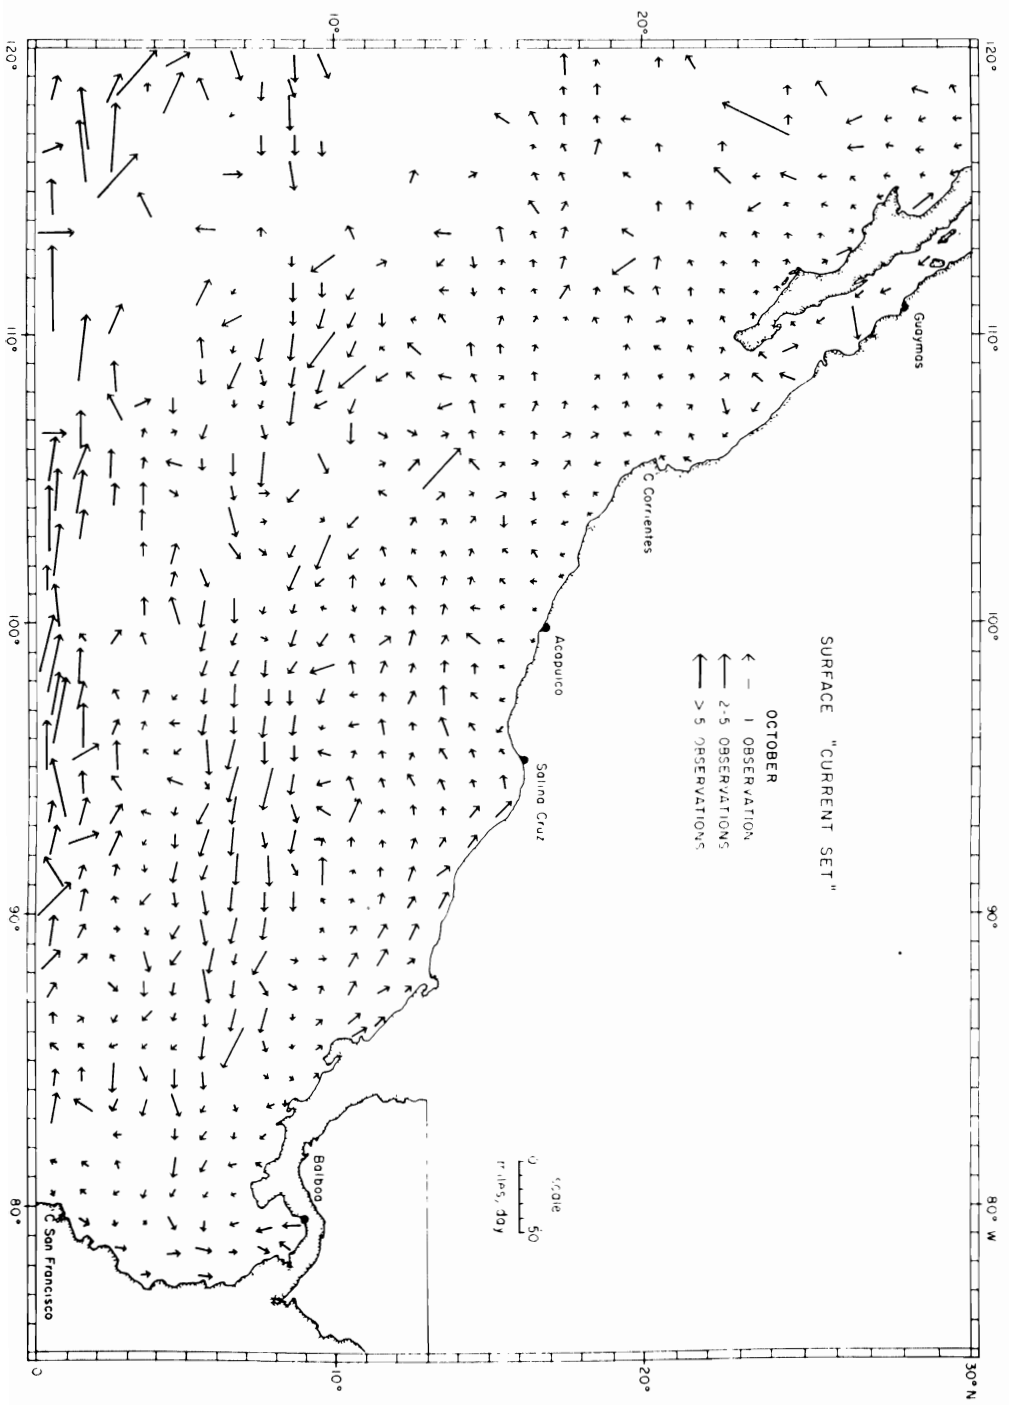 120°
110°
100°
90°
80° W
30° N
20°
10°
0
120°
110°
100°
90°
80°
10°
20°
Guaymas
C Corrientes
Acapulco
Salina Cruz
Balboa
C San Francisco
SURFACE "CURRENT SET"
OCTOBER
1 OBSERVATION
2-5 OBSERVATIONS
> 5 OBSERVATIONS
scale
0 50
miles/day